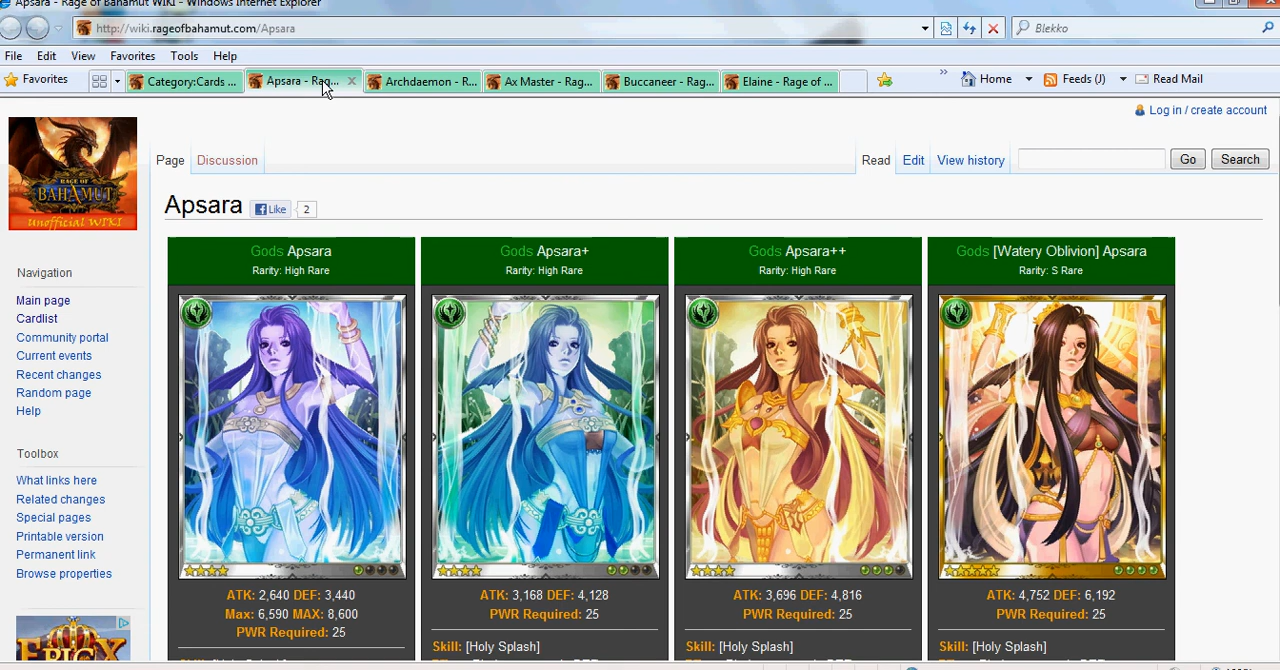 Apsara - Rage of Bahamut WIKI - Windows Internet Explorer
http://wiki.rageofbahamut.com/Apsara
Blekko
File Edit View Favorites Tools Help
Favorites
Category:Cards ...
Apsara - Rag...
Archdaemon - R...
Ax Master - Rag...
Buccaneer - Rag...
Elaine - Rage of ...
Home
Feeds (J)
Read Mail
Log in / create account
RAGE OF
BAHAMUT
Unofficial WIKI
Page Discussion
Read Edit View history
Go Search
Apsara
Like 2
Navigation
Main page
Cardlist
Community portal
Current events
Recent changes
Random page
Help
Toolbox
What links here
Related changes
Special pages
Printable version
Permanent link
Browse properties
EPIC
Gods Apsara
Rarity: High Rare
ATK: 2,640 DEF: 3,440
Max: 6,590 MAX: 8,600
PWR Required: 25
Gods Apsara+
Rarity: High Rare
ATK: 3,168 DEF: 4,128
PWR Required: 25
Skill: [Holy Splash]
Gods Apsara++
Rarity: High Rare
ATK: 3,696 DEF: 4,816
PWR Required: 25
Skill: [Holy Splash]
Gods [Watery Oblivion] Apsara
Rarity: S Rare
ATK: 4,752 DEF: 6,192
PWR Required: 25
Skill: [Holy Splash]